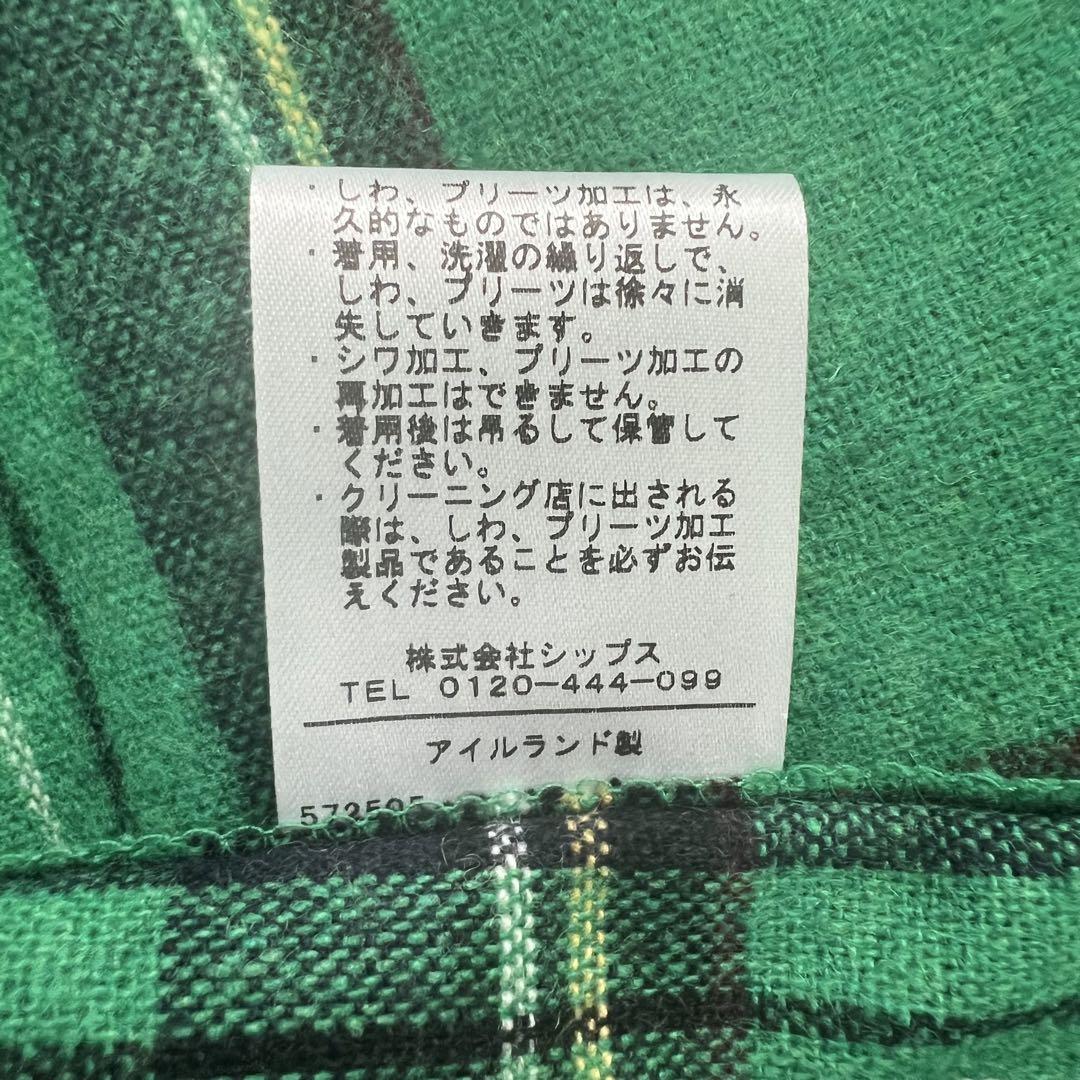 ・しわ、プリーツ加工は、永
久的なものではありません。
・着用、洗濯の繰り返しで、
しわ、プリーツは徐々に消
失していきます。
・シワ加工、プリーツ加工の
再加工はできません。
・着用後は吊るして保管して
ください。
・クリーニング店に出される
際は、しわ、プリーツ加工
製品であることを必ずお伝
えください。
株式会社シップス
TEL 0120-444-099
アイルランド製